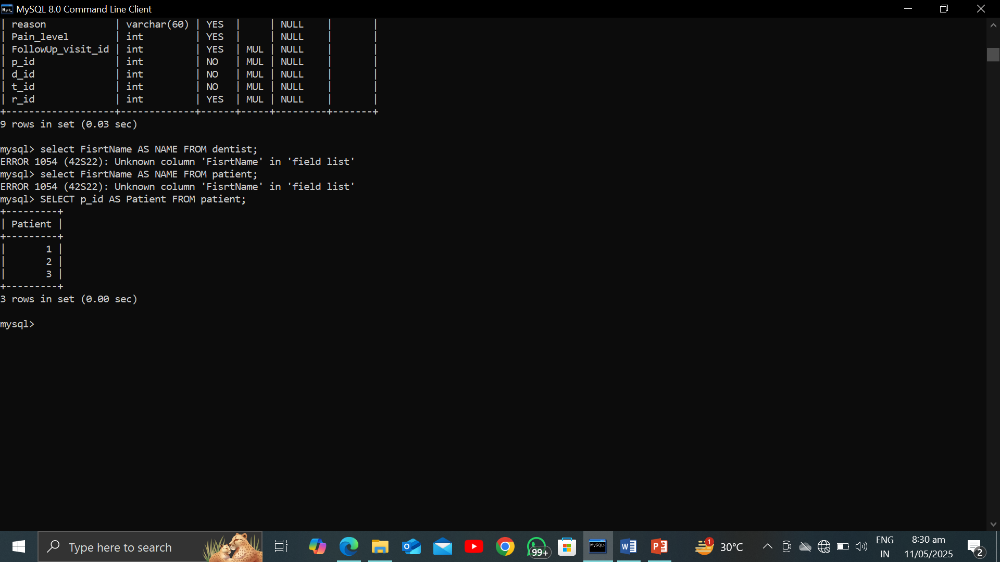 MySQL 8.0 Command Line Client
| reason            | varchar(60) | YES  |     | NULL    |       |
| Pain_level        | int         | YES  |     | NULL    |       |
| FollowUp_visit_id | int         | YES  | MUL | NULL    |       |
| p_id              | int         | NO   | MUL | NULL    |       |
| d_id              | int         | NO   | MUL | NULL    |       |
| t_id              | int         | NO   | MUL | NULL    |       |
| r_id              | int         | YES  | MUL | NULL    |       |
+-------------------+-------------+------+-----+---------+-------+
9 rows in set (0.03 sec)
mysql> select FisrtName AS NAME FROM dentist;
ERROR 1054 (42S22): Unknown column 'FisrtName' in 'field list'
mysql> select FisrtName AS NAME FROM patient;
ERROR 1054 (42S22): Unknown column 'FisrtName' in 'field list'
mysql> SELECT p_id AS Patient FROM patient;
+---------+
| Patient |
+---------+
|       1 |
|       2 |
|       3 |
+---------+
3 rows in set (0.00 sec)
mysql>
Type here to search
99+
MySQL>
1
30°C
ENG
IN
8:30 am
11/05/2025
2